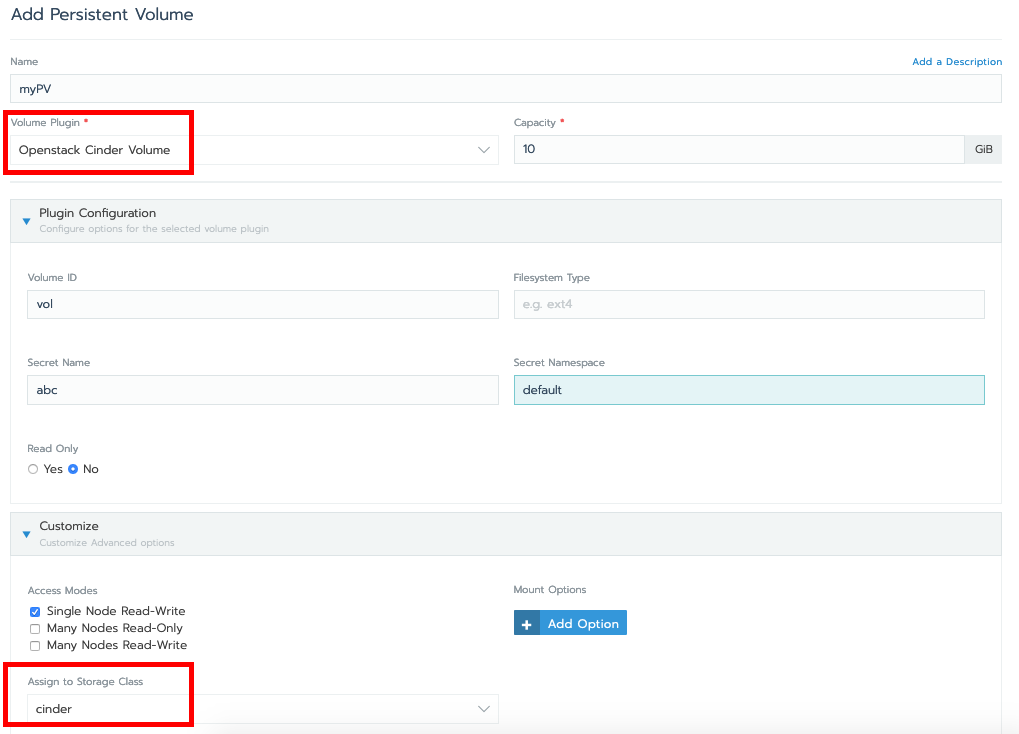 Add Persistent Volume
Name
Add a Description
myPV
Volume Plugin *
Capacity *
Openstack Cinder Volume
10
GiB
Plugin Configuration
Configure options for the selected volume plugin
Volume ID
Filesystem Type
vol
e.g. ext4
Secret Name
Secret Namespace
abc
default
Read Only
Yes No
Customize
Customize Advanced options
Access Modes
Mount Options
Single Node Read-Write
Many Nodes Read-Only
Many Nodes Read-Write
+ Add Option
Assign to Storage Class
cinder